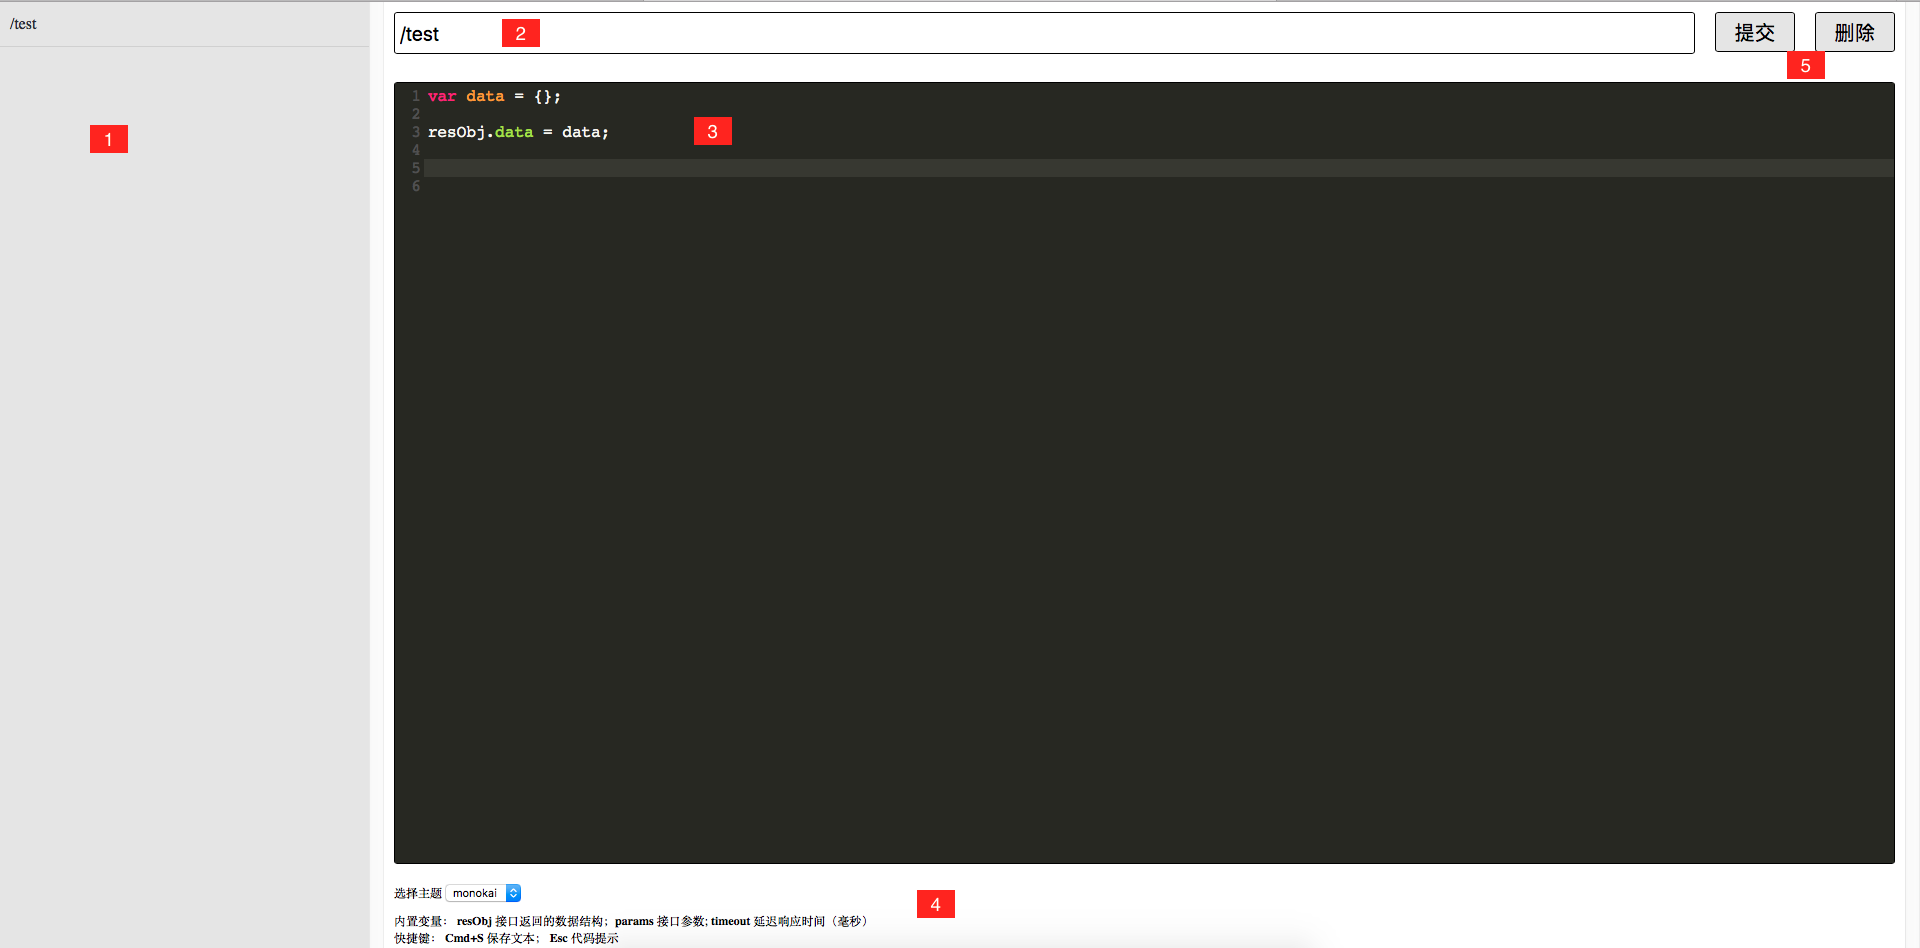 /test
1
/test
2
提交
删除
5
1 var data = {};
2
3 resObj.data = data;
3
4
5
6
选择主题 monokai
4
内置变量： resObj 接口返回的数据结构；params 接口参数; timeout 延迟响应时间（毫秒）
快捷键： Cmd+S 保存文本； Esc 代码提示